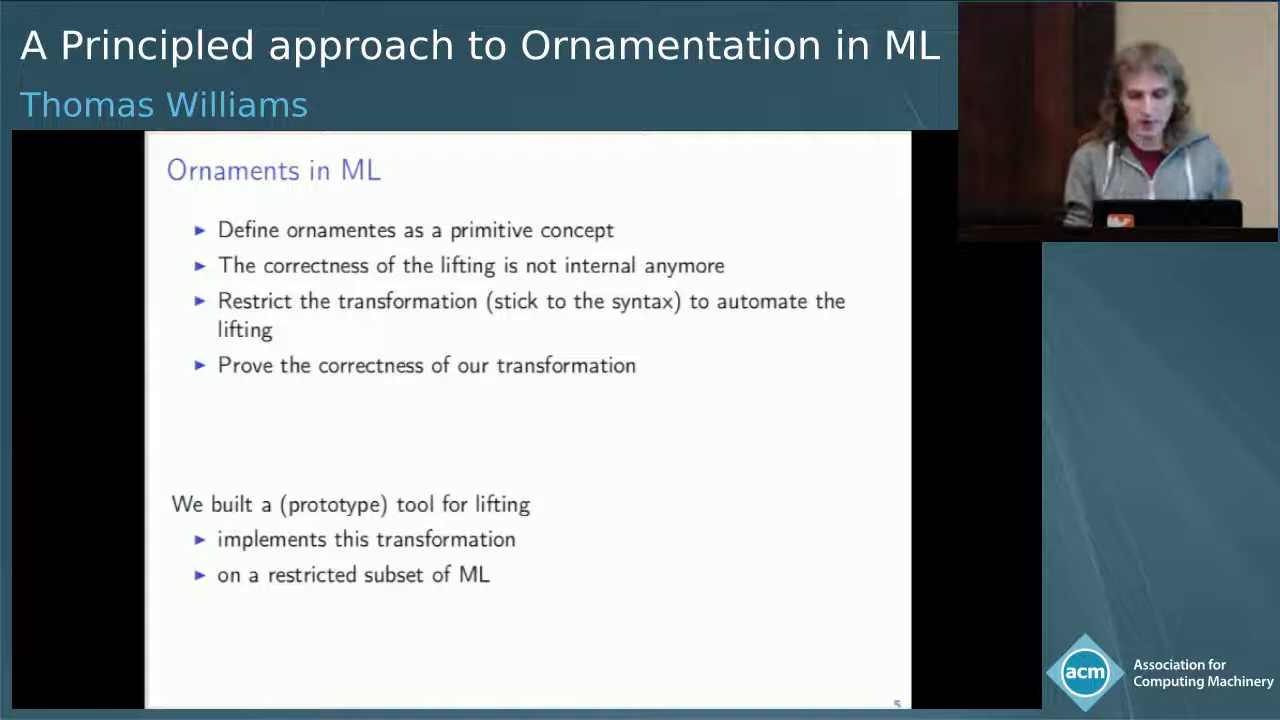 A Principled approach to Ornamentation in ML
Thomas Williams
Ornaments in ML
► Define ornamentes as a primitive concept
► The correctness of the lifting is not internal anymore
► Restrict the transformation (stick to the syntax) to automate the
lifting
► Prove the correctness of our transformation
We built a (prototype) tool for lifting
► implements this transformation
► on a restricted subset of ML
5
acm
Association for
Computing Machinery